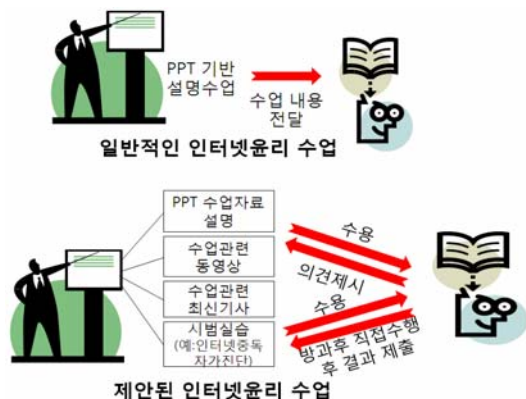 PPT 기반
설명수업
수업 내용
전달
일반적인 인터넷윤리 수업
PPT 수업자료
설명
수업관련
동영상
수업관련
최신기사
시범실습
(예:인터넷중독
자가진단)
수용
의견제시
수용
방과후 직접수행
후 결과 제출
제안된 인터넷윤리 수업